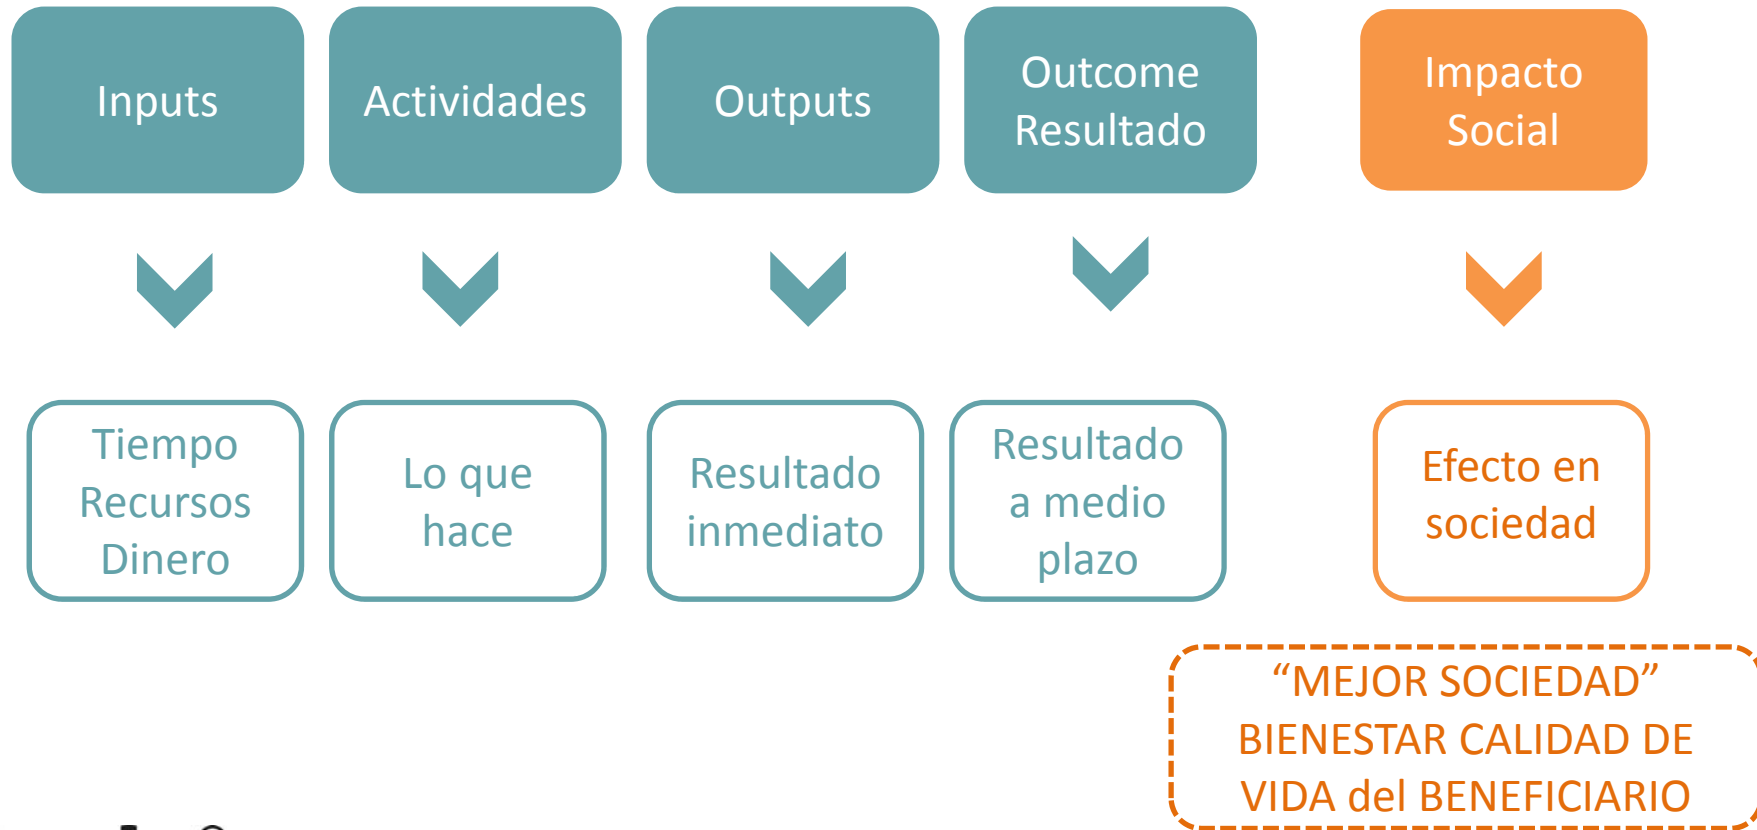 Inputs
Actividades
Outputs
Outcome
Resultado
Impacto
Social
Tiempo
Recursos
Dinero
Lo que
hace
Resultado
inmediato
Resultado
a medio
plazo
Efecto en
sociedad
“MEJOR SOCIEDAD”
BIENESTAR CALIDAD DE
VIDA del BENEFICIARIO